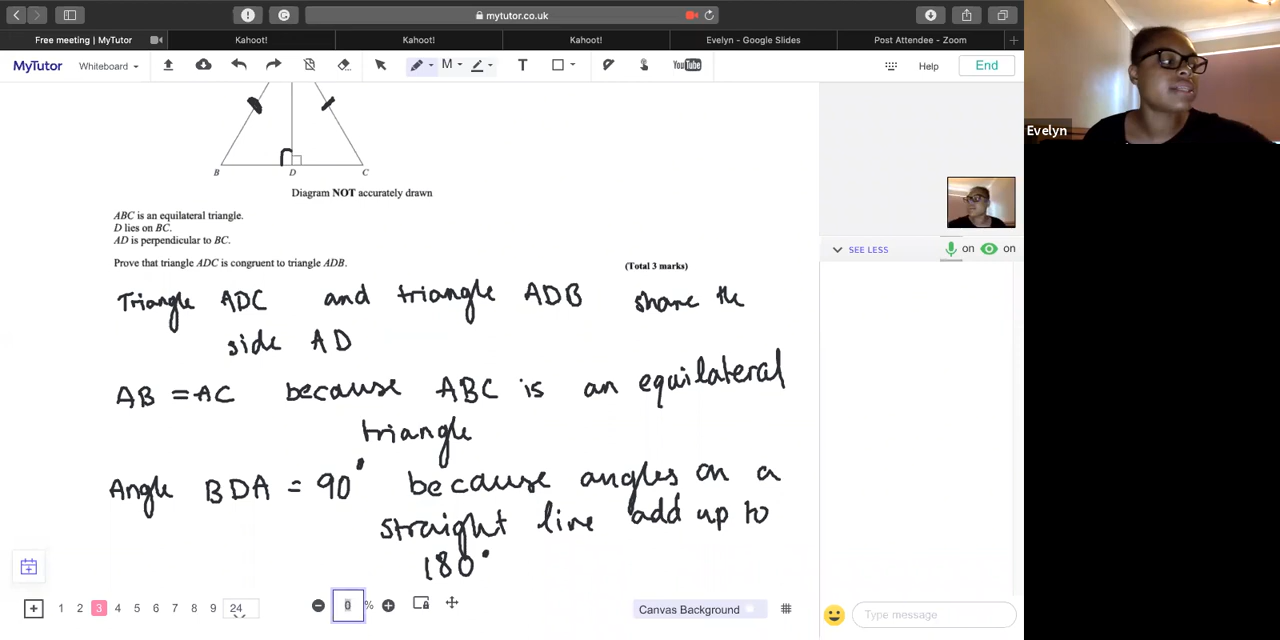 mytutor.co.uk
Free meeting | MyTutor
Kahoot!
Kahoot!
Kahoot!
Evelyn - Google Slides
Post Attendee - Zoom
MyTutor
Whiteboard
M
T
YouTube
Help
End
Evelyn
B
D
C
Diagram NOT accurately drawn
ABC is an equilateral triangle.
D lies on BC.
AD is perpendicular to BC.
Prove that triangle ADC is congruent to triangle ADB.
(Total 3 marks)
SEE LESS
on
on
Triangle ADC and triangle ADB share the
side AD
AB = AC because ABC is an equilateral
triangle
Angle BDA = 90° because angles on a
straight line add up to
180°
1 2 3 4 5 6 7 8 9 24
0 %
Canvas Background
Type message